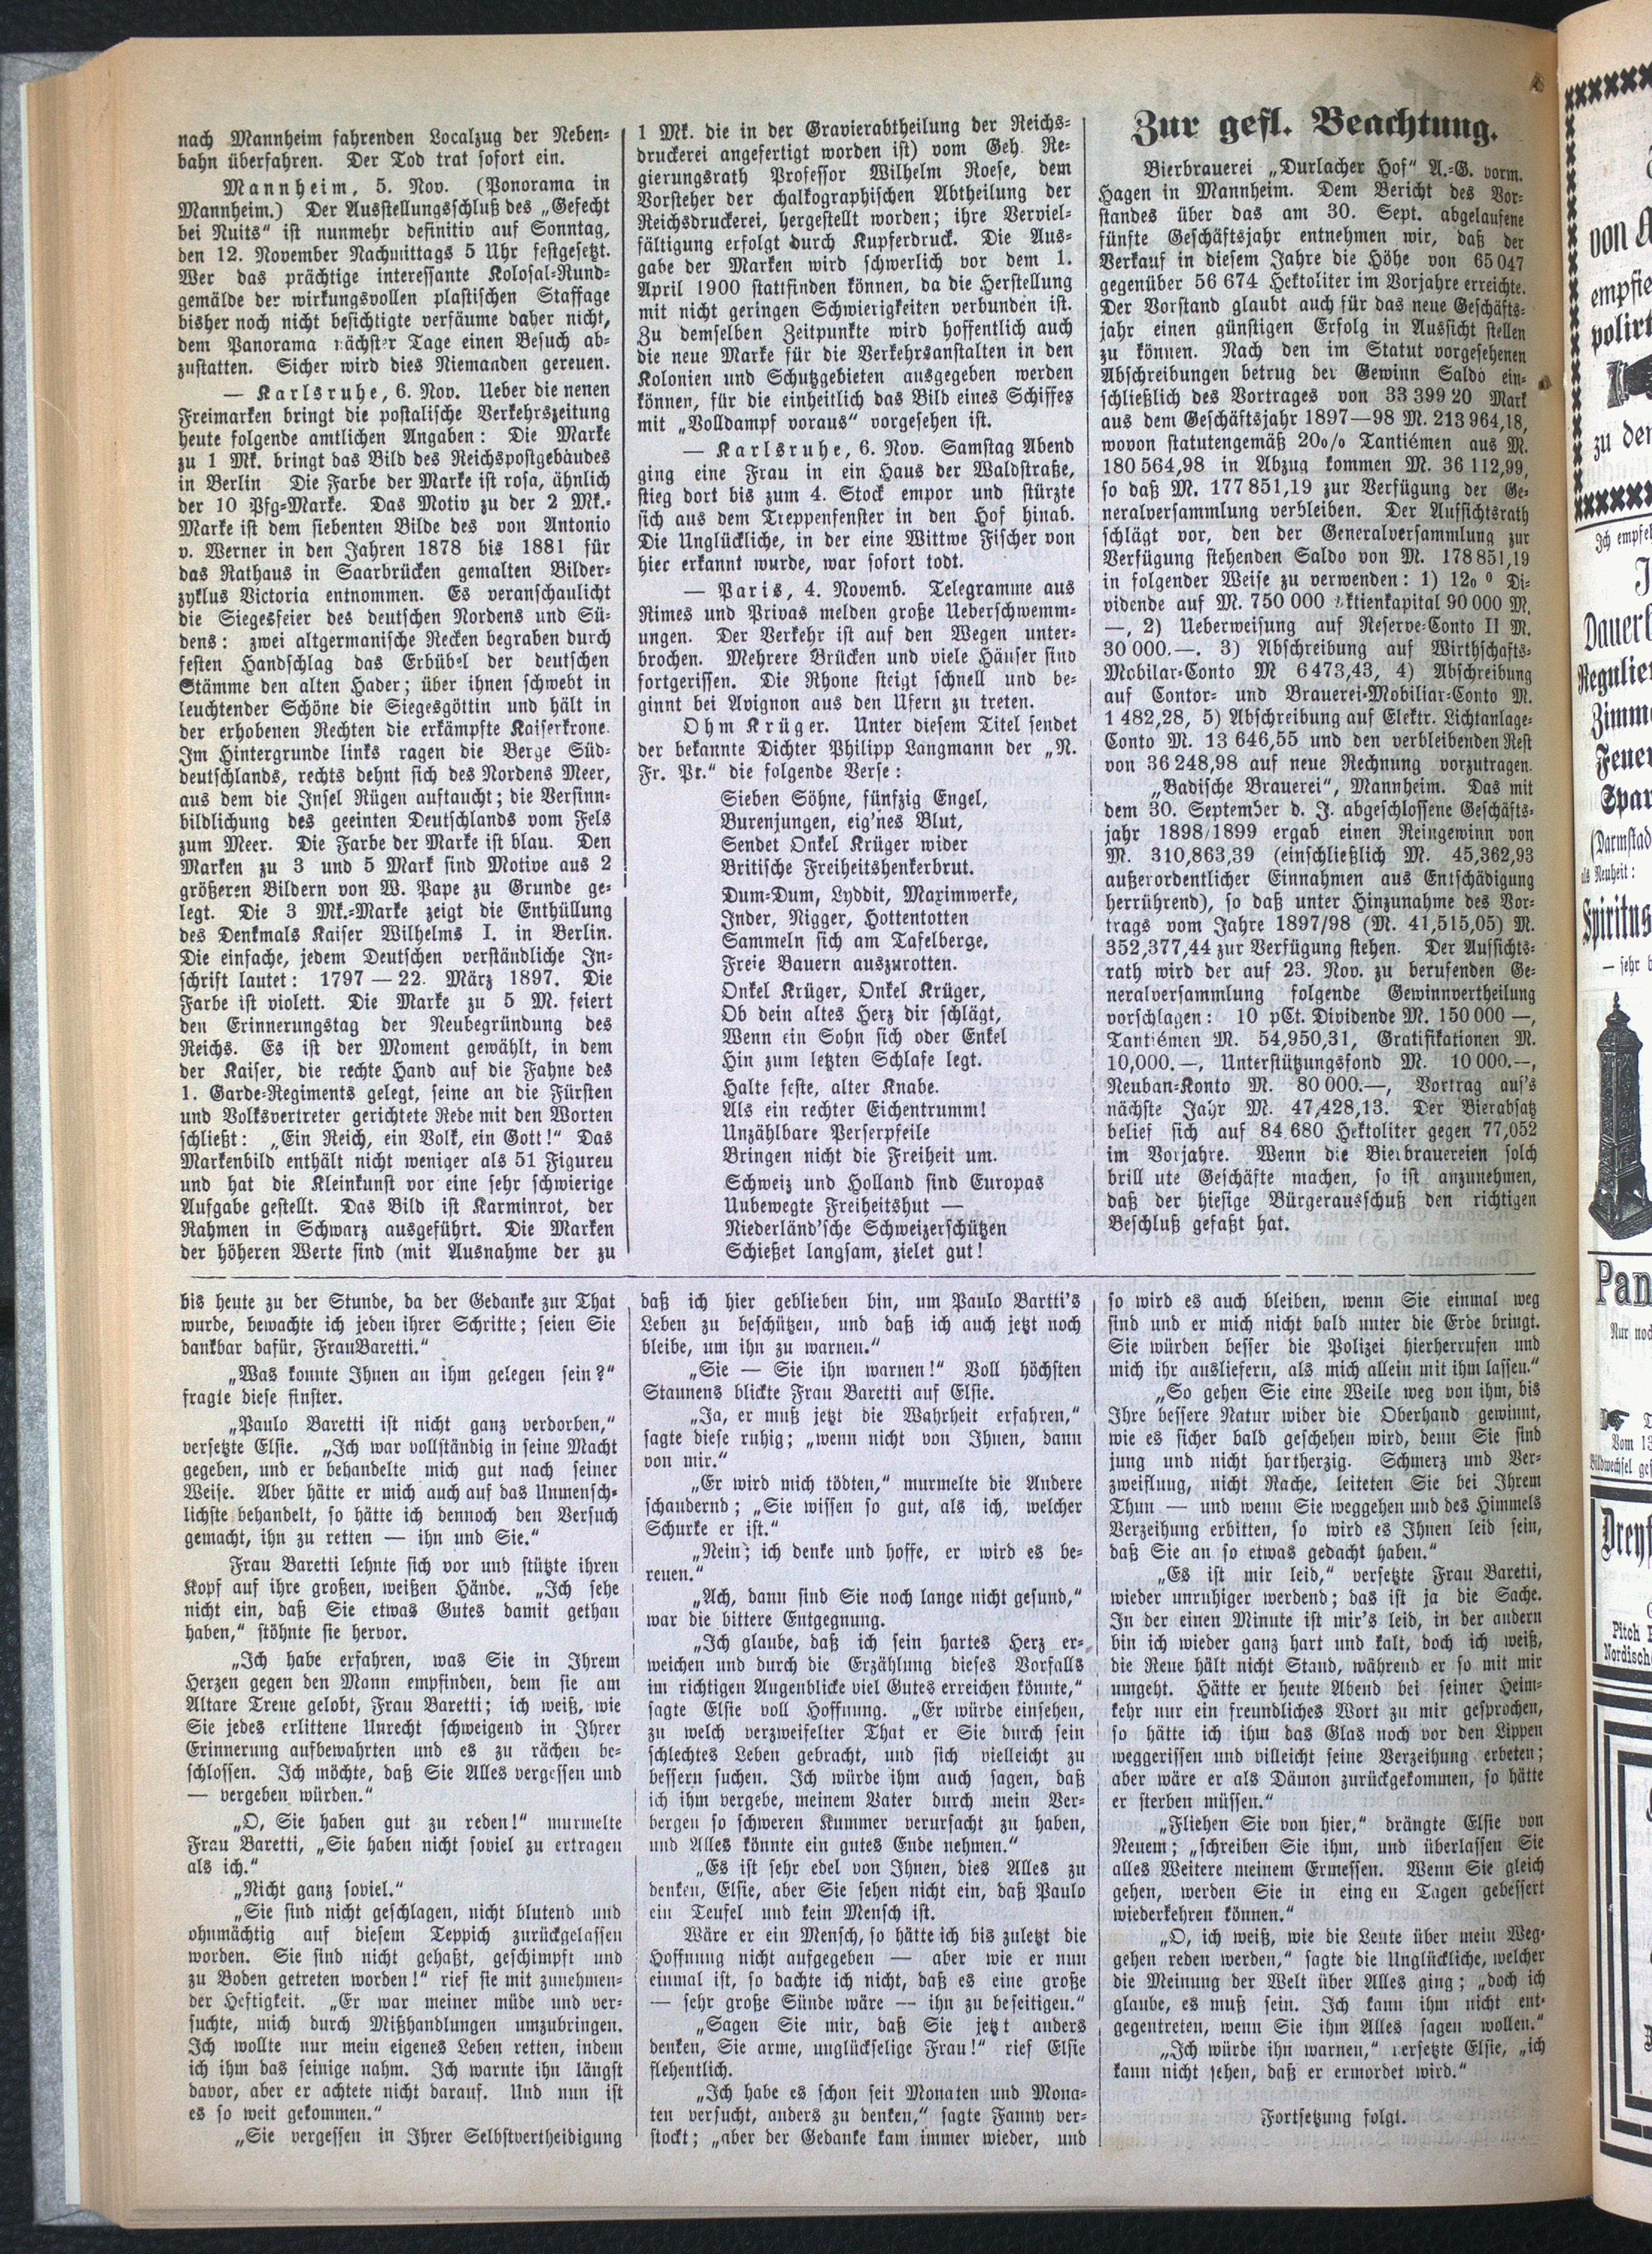 nach Mannheim fahrenden Localzug der Neben-
bahn überfahren. Der Tod trat sofort ein.
Mannheim, 5. Nov. (Ponorama in
Mannheim.) Der Ausstellungsschluß des „Gefecht
bei Nuits“ ist nunmehr definitiv auf Sonntag,
den 12. November Nachmittags 5 Uhr festgesetzt.
Wer das prächtige interessante Kolosal-Rund-
gemälde der wirkungsvollen plastischen Staffage
bisher noch nicht besichtigte versäume daher nicht,
dem Panorama nächster Tage einen Besuch ab-
zustatten. Sicher wird dies Niemanden gereuen.
— Karlsruhe, 6. Nov. Ueber die neuen
Freimarken bringt die postalische Verkehrszeitung
heute folgende amtlichen Angaben: Die Marke
zu 1 Mk. bringt das Bild des Reichspostgebäudes
in Berlin Die Farbe der Marke ist rosa, ähnlich
der 10 Pfg-Marke. Das Motiv zu der 2 Mk.-
Marke ist dem siebenten Bilde des von Antonio
v. Werner in den Jahren 1878 bis 1881 für
das Rathaus in Saarbrücken gemalten Bilder-
zyklus Victoria entnommen. Es veranschaulicht
die Siegesfeier des deutschen Nordens und Sü-
dens: zwei altgermanische Recken begraben durch
festen Handschlag das Erbübel der deutschen
Stämme den alten Hader; über ihnen schwebt in
leuchtender Schöne die Siegesgöttin und hält in
der erhobenen Rechten die erkämpfte Kaiserkrone.
Im Hintergrunde links ragen die Berge Süd-
deutschlands, rechts dehnt sich des Nordens Meer,
aus dem die Insel Rügen auftaucht; die Versinn-
bildlichung des geeinten Deutschlands vom Fels
zum Meer. Die Farbe der Marke ist blau. Den
Marken zu 3 und 5 Mark sind Motive aus 2
größeren Bildern von W. Pape zu Grunde ge-
legt. Die 3 Mk.-Marke zeigt die Enthüllung
des Denkmals Kaiser Wilhelms I. in Berlin.
Die einfache, jedem Deutschen verständliche In-
schrift lautet: 1797 — 22. März 1897. Die
Farbe ist violett. Die Marke zu 5 M. feiert
den Erinnerungstag der Neubegründung des
Reichs. Es ist der Moment gewählt, in dem
der Kaiser, die rechte Hand auf die Fahne des
1. Garde-Regiments gelegt, seine an die Fürsten
und Volksvertreter gerichtete Rede mit den Worten
schließt: „Ein Reich, ein Volk, ein Gott!“ Das
Markenbild enthält nicht weniger als 51 Figureu
und hat die Kleinkunst vor eine sehr schwierige
Aufgabe gestellt. Das Bild ist Karminrot, der
Rahmen in Schwarz ausgeführt. Die Marken
der höheren Werte sind (mit Ausnahme der zu
1 Mk. die in der Gravierabtheilung der Reichs-
druckerei angefertigt worden ist) vom Geh. Re-
gierungsrath Professor Wilhelm Roese, dem
Vorsteher der chalkographischen Abtheilung der
Reichsdruckerei, hergestellt worden; ihre Verviel-
fältigung erfolgt durch Kupferdruck. Die Aus-
gabe der Marken wird schwerlich vor dem 1.
April 1900 stattfinden können, da die Herstellung
mit nicht geringen Schwierigkeiten verbunden ist.
Zu demselben Zeitpunkte wird hoffentlich auch
die neue Marke für die Verkehrsanstalten in den
Kolonien und Schutzgebieten ausgegeben werden
können, für die einheitlich das Bild eines Schiffes
mit „Volldampf voraus“ vorgesehen ist.
— Karlsruhe, 6. Nov. Samstag Abend
ging eine Frau in ein Haus der Waldstraße,
stieg dort bis zum 4. Stock empor und stürzte
sich aus dem Treppenfenster in den Hof hinab.
Die Unglückliche, in der eine Wittwe Fischer von
hier erkannt wurde, war sofort todt.
— Paris, 4. Novemb. Telegramme aus
Rimes und Privas melden große Ueberschwemm-
ungen. Der Verkehr ist auf den Wegen unter-
brochen. Mehrere Brücken und viele Häuser sind
fortgerissen. Die Rhone steigt schnell und be-
ginnt bei Avignon aus den Ufern zu treten.
Ohm Krüger. Unter diesem Titel sendet
der bekannte Dichter Philipp Langmann der „N.
Fr. Pr.“ die folgende Verse:
Sieben Söhne, fünfzig Engel,
Burenjungen, eig'nes Blut,
Sendet Onkel Krüger wider
Britische Freiheitshenkerbrut.
Dum-Dum, Lyddit, Maximwerke,
Inder, Nigger, Hottentotten
Sammeln sich am Tafelberge,
Freie Bauern auszurotten.
Onkel Krüger, Onkel Krüger,
Ob dein altes Herz dir schlägt,
Wenn ein Sohn sich oder Enkel
Hin zum letzten Schlafe legt.
Halte feste, alter Knabe.
Als ein rechter Eichentrumm!
Unzählbare Perserpfeile
Bringen nicht die Freiheit um.
Schweiz und Holland sind Europas
Unbewegte Freiheitshut —
Niederländ'sche Schweizerschützen
Schießet langsam, zielet gut!
Zur gefl. Beachtung.
Bierbrauerei „Durlacher Hof“ A.-G. vorm.
Hagen in Mannheim. Dem Bericht des Vor-
standes über das am 30. Sept. abgelaufene
fünfte Geschäftsjahr entnehmen wir, daß der
Verkauf in diesem Jahre die Höhe von 65 047
gegenüber 56 674 Hektoliter im Vorjahre erreichte.
Der Vorstand glaubt auch für das neue Geschäfts-
jahr einen günstigen Erfolg in Aussicht stellen
zu können. Nach den im Statut vorgesehenen
Abschreibungen betrug der Gewinn Saldo ein-
schließlich des Vortrages von 33 399 20 Mark
aus dem Geschäftsjahr 1897—98 M. 213 964,18,
wovon statutengemäß 20o/o Tantiémen aus M.
180 564,98 in Abzug kommen M. 36 112,99,
so daß M. 177 851,19 zur Verfügung der Ge-
neralversammlung verbleiben. Der Aufsichtsrath
schlägt vor, den der Generalversammlung zur
Verfügung stehenden Saldo von M. 178 851,19
in folgender Weise zu verwenden: 1) 12o o Di-
vidende auf M. 750 000 Aktienkapital 90 000 M.
—, 2) Ueberweisung auf Reserve-Conto II M.
30 000.—. 3) Abschreibung auf Wirthschafts-
Mobilar-Conto M 6 473,43, 4) Abschreibung
auf Contor- und Brauerei-Mobiliar-Conto M.
1 482,28, 5) Abschreibung auf Elektr. Lichtanlage-
Conto M. 13 646,55 und den verbleibenden Rest
von 36 248,98 auf neue Rechnung vorzutragen.
„Badische Brauerei“, Mannheim. Das mit
dem 30. September d. J. abgeschlossene Geschäfts-
jahr 1898/1899 ergab einen Reingewinn von
M. 310,863,39 (einschließlich M. 45,362,93
außerordentlicher Einnahmen aus Entschädigung
herrührend), so daß unter Hinzunahme des Vor-
trags vom Jahre 1897/98 (M. 41,515,05) M.
352,377,44 zur Verfügung stehen. Der Aufsichts-
rath wird der auf 23. Nov. zu berufenden Ge-
neralversammlung folgende Gewinnvertheilung
vorschlagen: 10 pCt. Dividende M. 150 000 —,
Tantiémen M. 54,950,31, Gratifikationen M.
10,000.—, Unterstützungsfond M. 10 000.—,
Neuban-Konto M. 80 000.—, Vortrag auf's
nächste Jahr M. 47,428,13. Der Bierabsatz
belief sich auf 84 680 Hektoliter gegen 77,052
im Vorjahre. Wenn die Bierbrauereien solch
brill ute Geschäfte machen, so ist anzunehmen,
daß der hiesige Bürgerausschuß den richtigen
Beschluß gefaßt hat.
bis heute zu der Stunde, da der Gedanke zur That
wurde, bewachte ich jeden ihrer Schritte; seien Sie
dankbar dafür, FrauBaretti.“
„Was konnte Ihnen an ihm gelegen sein?“
fragte diese finster.
„Paulo Baretti ist nicht ganz verdorben,“
versetzte Elsie. „Ich war vollständig in seine Macht
gegeben, und er behandelte mich gut nach seiner
Weise. Aber hätte er mich auch auf das Unmensch-
lichste behandelt, so hätte ich dennoch den Versuch
gemacht, ihn zu retten — ihn und Sie.“
Frau Baretti lehnte sich vor und stützte ihren
Kopf auf ihre großen, weißen Hände. „Ich sehe
nicht ein, daß Sie etwas Gutes damit gethan
haben,“ stöhnte sie hervor.
„Ich habe erfahren, was Sie in Ihrem
Herzen gegen den Mann empfinden, dem sie am
Altare Treue gelobt, Frau Baretti; ich weiß, wie
Sie jedes erlittene Unrecht schweigend in Ihrer
Erinnerung aufbewahrten und es zu rächen be-
schlossen. Ich möchte, daß Sie Alles vergessen und
— vergeben würden.“
„O, Sie haben gut zu reden!“ murmelte
Frau Baretti, „Sie haben nicht soviel zu ertragen
als ich.“
„Nicht ganz soviel.“
„Sie sind nicht geschlagen, nicht blutend und
ohnmächtig auf diesem Teppich zurückgelassen
worden. Sie sind nicht gehaßt, geschimpft und
zu Boden getreten worden!“ rief sie mit zunehmen-
der Heftigkeit. „Er war meiner müde und ver-
suchte, mich durch Mißhandlungen umzubringen.
Ich wollte nur mein eigenes Leben retten, indem
ich ihm das seinige nahm. Ich warnte ihn längst
davor, aber er achtete nicht darauf. Und nun ist
es so weit gekommen.“
„Sie vergessen in Ihrer Selbstvertheidigung
daß ich hier geblieben bin, um Paulo Bartti's
Leben zu beschützen, und daß ich auch jetzt noch
bleibe, um ihn zu warnen.“
„Sie — Sie ihn warnen!“ Voll höchsten
Staunens blickte Frau Baretti auf Elsie.
„Ja, er muß jetzt die Wahrheit erfahren,“
sagte diese ruhig; „wenn nicht von Ihnen, dann
von mir.“
„Er wird mich tödten,“ murmelte die Andere
schaudernd; „Sie wissen so gut, als ich, welcher
Schurke er ist.“
„Nein; ich denke und hoffe, er wird es be-
reuen.“
„Ach, dann sind Sie noch lange nicht gesund,“
war die bittere Entgegnung.
„Ich glaube, daß ich sein hartes Herz er-
weichen und durch die Erzählung dieses Vorfalls
im richtigen Augenblicke viel Gutes erreichen könnte,“
sagte Elsie voll Hoffnung. „Er würde einsehen,
zu welch verzweifelter That er Sie durch sein
schlechtes Leben gebracht, und sich vielleicht zu
bessern suchen. Ich würde ihm auch sagen, daß
ich ihm vergebe, meinem Vater durch mein Ver-
bergen so schweren Kummer verursacht zu haben,
und Alles könnte ein gutes Ende nehmen.“
„Es ist sehr edel von Ihnen, dies Alles zu
denken, Elsie, aber Sie sehen nicht ein, daß Paulo
ein Teufel und kein Mensch ist.
Wäre er ein Mensch, so hätte ich bis zuletzt die
Hoffnung nicht aufgegeben — aber wie er nun
einmal ist, so dachte ich nicht, daß es eine große
— sehr große Sünde wäre — ihn zu beseitigen.“
„Sagen Sie mir, daß Sie jetzt anders
denken, Sie arme, unglückselige Frau!“ rief Elsie
flehentlich.
„Ich habe es schon seit Monaten und Mona-
ten versucht, anders zu denken,“ sagte Fanny ver-
stockt; „aber der Gedanke kam immer wieder, und
so wird es auch bleiben, wenn Sie einmal weg
sind und er mich nicht bald unter die Erde bringt.
Sie würden besser die Polizei hierherrufen und
mich ihr ausliefern, als mich allein mit ihm lassen.“
„So gehen Sie eine Weile weg von ihm, bis
Ihre bessere Natur wider die Oberhand gewinnt,
wie es sicher bald geschehen wird, denn Sie sind
jung und nicht hartherzig. Schmerz und Ver-
zweiflung, nicht Rache, leiteten Sie bei Ihrem
Thun — und wenn Sie weggehen und des Himmels
Verzeihung erbitten, so wird es Ihnen leid sein,
daß Sie an so etwas gedacht haben.“
„Es ist mir leid,“ versetzte Frau Baretti,
wieder unruhiger werdend; das ist ja die Sache.
In der einen Minute ist mir's leid, in der andern
bin ich wieder ganz hart und kalt, doch ich weiß,
die Reue hält nicht Stand, während er so mit mir
umgeht. Hätte er heute Abend bei seiner Heim-
kehr nur ein freundliches Wort zu mir gesprochen,
so hätte ich ihm das Glas noch vor den Lippen
weggerissen und villeicht seine Verzeihung erbeten;
aber wäre er als Dämon zurückgekommen, so hätte
er sterben müssen.“
„Fliehen Sie von hier,“ drängte Elsie von
Neuem; „schreiben Sie ihm, und überlassen Sie
alles Weitere meinem Ermessen. Wenn Sie gleich
gehen, werden Sie in eing en Tagen gebessert
wiederkehren können.“
„O, ich weiß, wie die Leute über mein Weg-
gehen reden werden,“ sagte die Unglückliche, welcher
die Meinung der Welt über Alles ging; „doch ich
glaube, es muß sein. Ich kann ihm nicht ent-
gegentreten, wenn Sie ihm Alles sagen wollen.“
„Ich würde ihn warnen,“ versetzte Elsie, „ich
kann nicht sehen, daß er ermordet wird.“
Fortsetzung folgt.
von A
empfie
polirt
zu den
Ich empfel
Dauerb
Regulier
Zimm
Feuer
Spar
(Darmstad
als Neuheit:
Spiritus
— sehr b
Pan
Nur noc
Vom 13
Bildwechsel ge
Dreyf
Pitch P
Nordisch